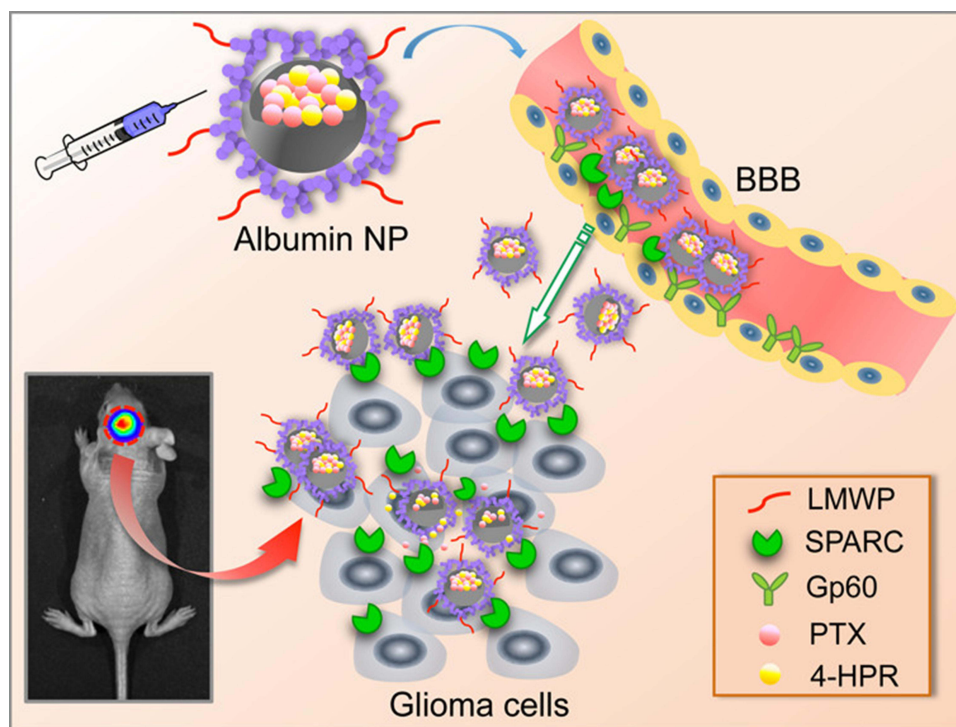 Albumin NP
BBB
LMWP
SPARC
Gp60
PTX
4-HPR
Glioma cells